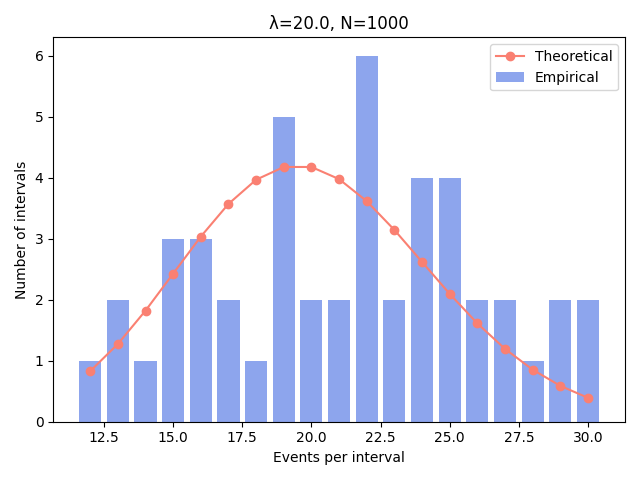 λ=20.0, N=1000
Theoretical
Empirical
Number of intervals
6
5
4
3
2
1
0
12.5 15.0 17.5 20.0 22.5 25.0 27.5 30.0
Events per interval